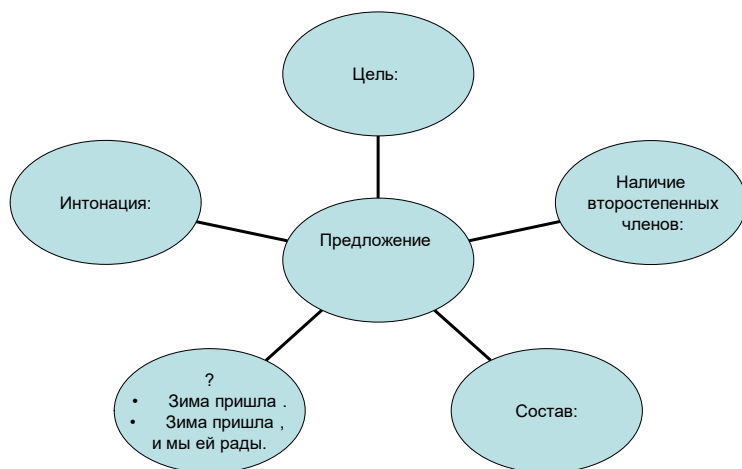 Цель:
Интонация:
Наличие
второстепенных
членов:
Предложение
?
• Зима пришла .
• Зима пришла ,
и мы ей рады.
Состав: